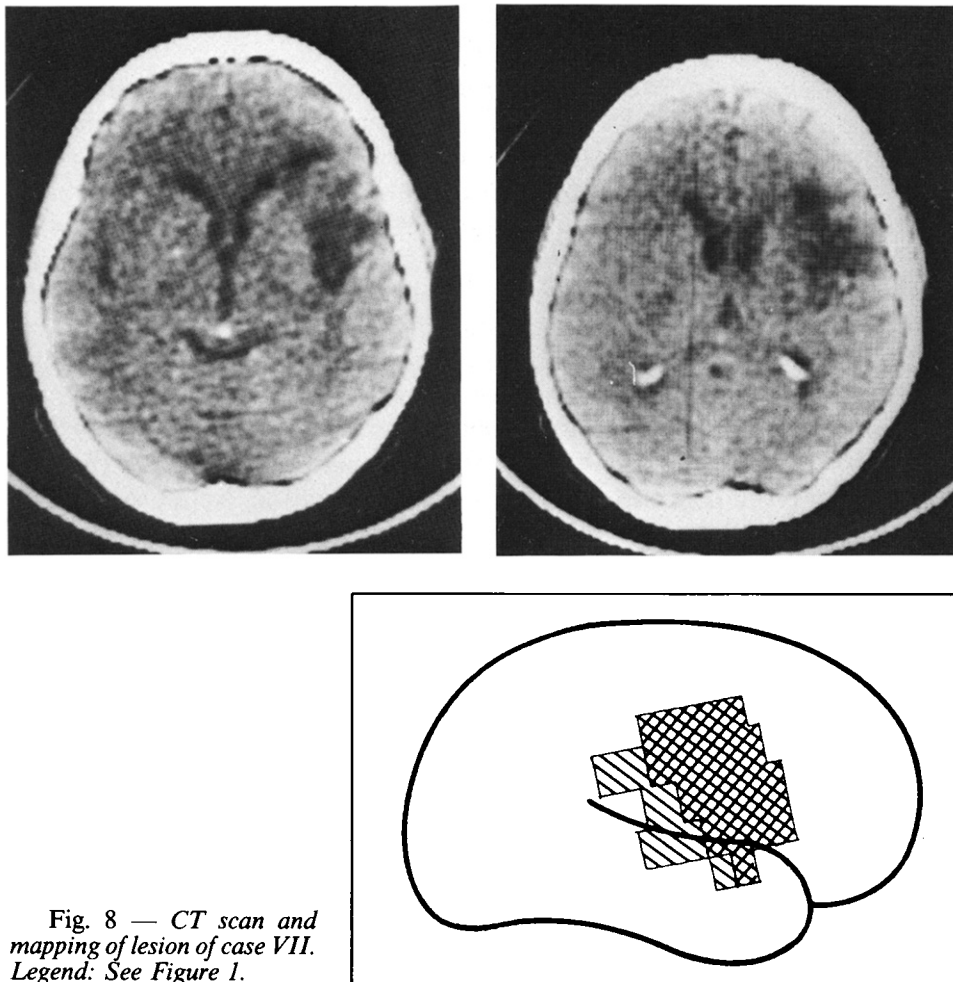 Fig. 8 — CT scan and
mapping of lesion of case VII.
Legend: See Figure 1.